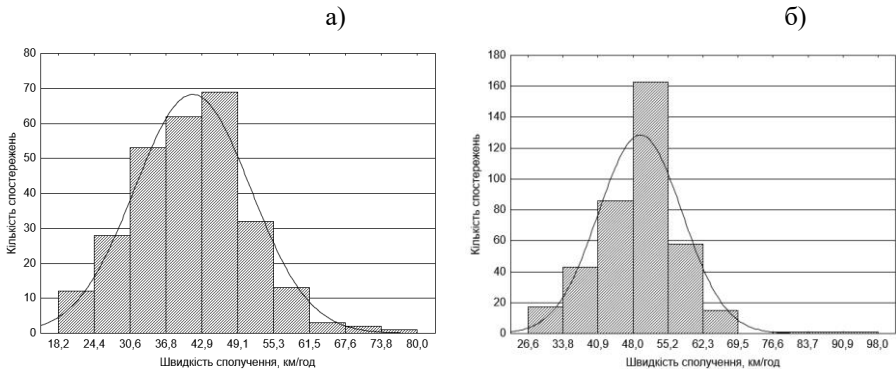 а)
б)
80
70
60
50
40
30
20
10
0
Кількість спостережень
18,2 24,4 30,6 36,8 42,9 49,1 55,3 61,5 67,6 73,8 80,0
Швидкість сполучення, км/год
180
160
140
120
100
80
60
40
20
0
Кількість спостережень
26,6 33,8 40,9 48,0 55,2 62,3 69,5 76,6 83,7 90,9 98,0
Швидкість сполучення, км/год